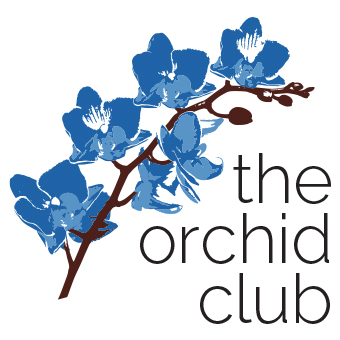 the
orchid
club